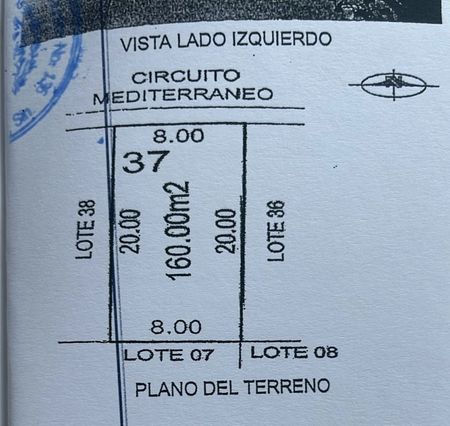 VISTA LADO IZQUIERDO
CIRCUITO
MEDITERRANEO
8.00
37
LOTE 38
20.00
160.00m2
20.00
LOTE 36
8.00
LOTE 07
LOTE 08
PLANO DEL TERRENO